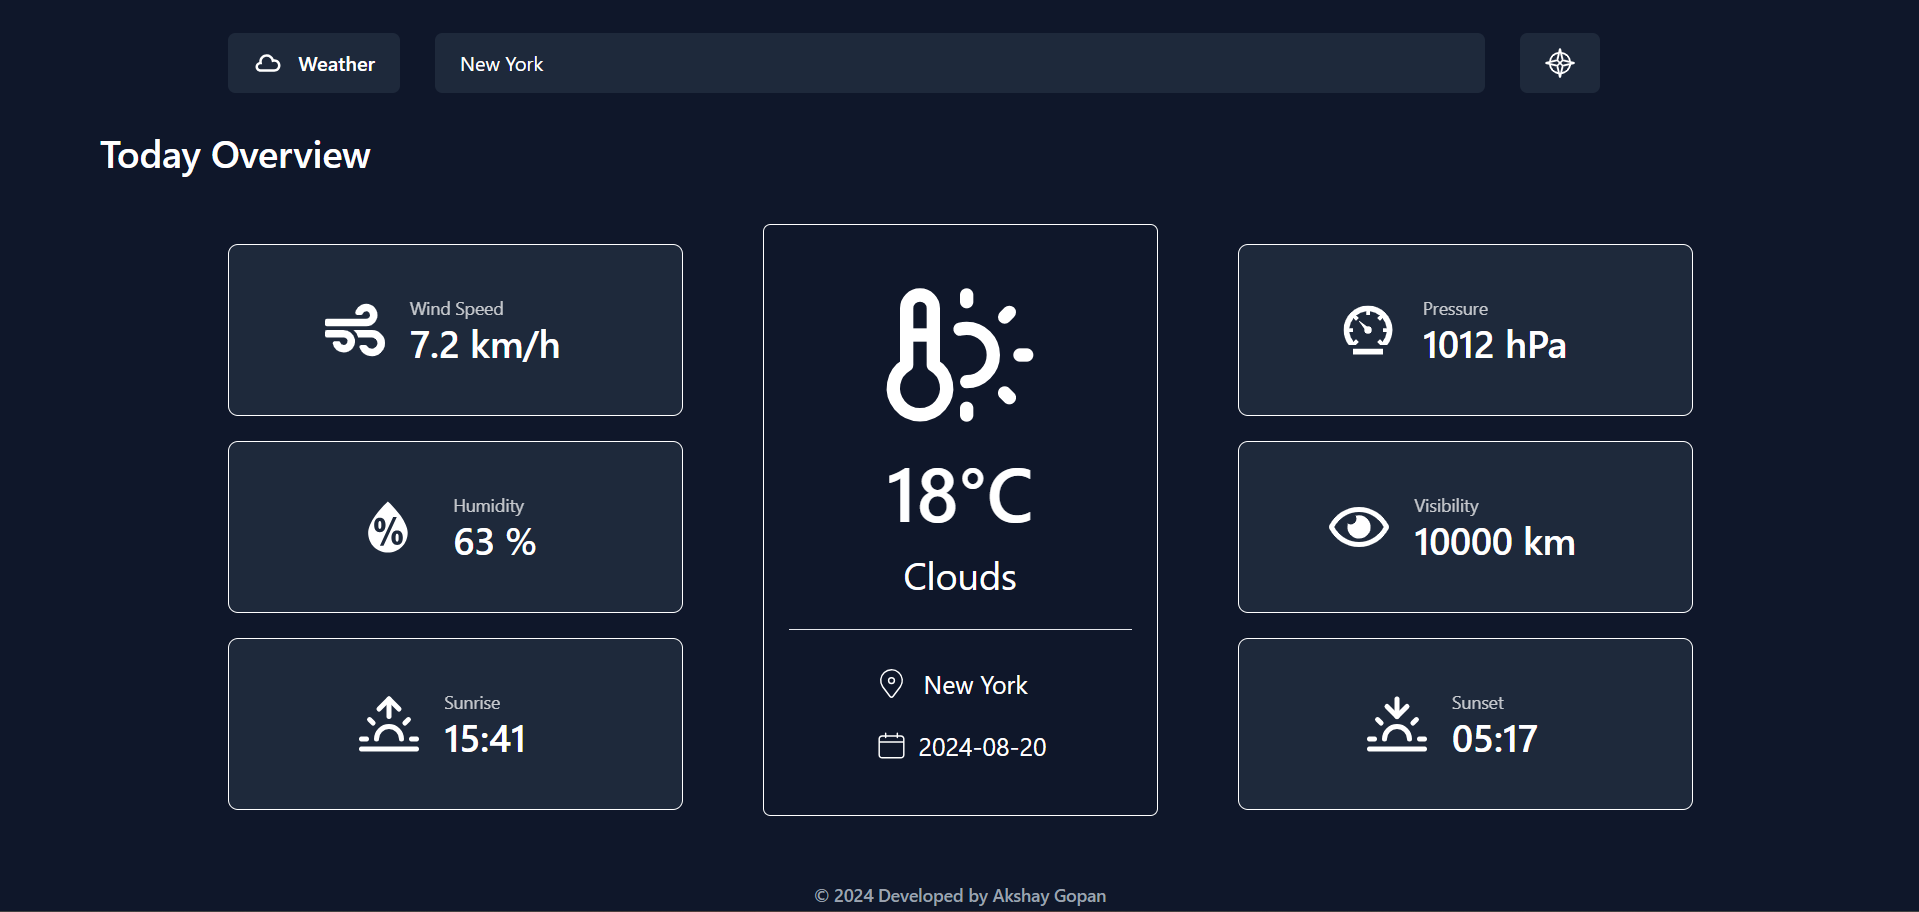 Weather
New York
Today Overview
Wind Speed
7.2 km/h
Humidity
%
63 %
Sunrise
15:41
18°C
Clouds
New York
2024-08-20
Pressure
1012 hPa
Visibility
10000 km
Sunset
05:17
© 2024 Developed by Akshay Gopan